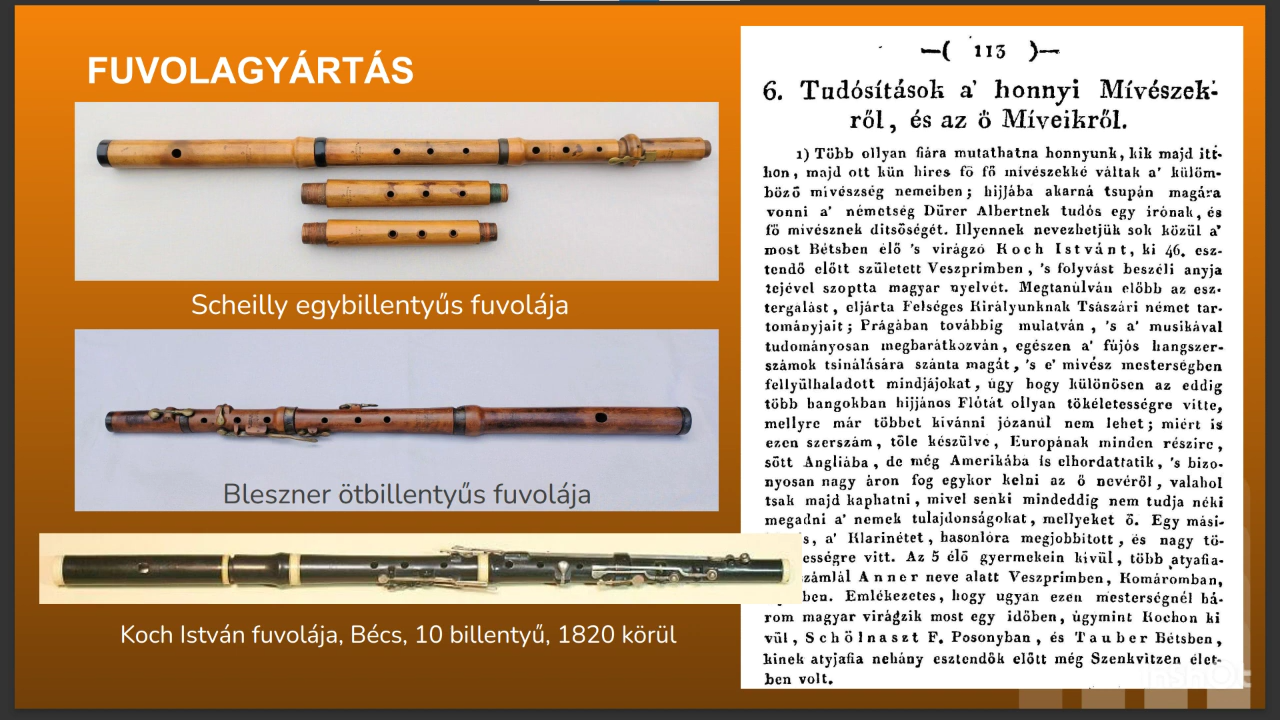 FUVOLAGYÁRTÁS
Scheilly egybillentyűs fuvolája
Bleszner ötbillentyűs fuvolája
Koch István fuvolája, Bécs, 10 billentyű, 1820 körül
—( 113 )—
6. Tudósítások a' honnyi Mívészek-
ről, és az ö Míveikről.
1) Több ollyan fiára mutathatna honnyunk, kik majd itt-
hon, majd ott kün híres fö fő mívészekké váltak a' külöm-
böző mívészség nemeiben; hijjába akarná tsupán magára
vonni a' németség Dürer Albertnek tudós egy írónak, és
fő mívésznek ditsőségét. Illyennek nevezhetjük sok közül a'
most Bétsben élő 's virágzó Koch Istvánt, ki 46. esz-
tendő előtt született Veszprimben, 's folyvást beszéli anyja
tejével szoptta magyar nyelvét. Megtanúlván előbb az esz-
tergalást, eljárta Felséges Királyunknak Tsászári német tar-
tományjait; Prágában továbbig mulatván, 's a' musikával
tudományosan megbarátkozván, egészen a' fújós hangszer-
számok tsinálására szánta magát, 's e' mívész mesterségben
fellyülhaladott mindjájokat, úgy hogy különösen az eddig
több hangokban hijjános Flótát ollyan tökéletességre vitte,
mellyre már többet kívánni józanúl nem lehet; miért is
ezen szerszám, tőle készülve, Európának minden részire,
sőtt Angliába, de még Amerikába is elhordattatik, 's bizo-
nyosan nagy áron fog egykor kelni az ő nevéről, valahol
tsak majd kaphatni, mivel senki mindeddig nem tudja néki
megadni a' nemek tulajdonságokat, mellyeket ő. Egy mási-
s, a' Klarinétet, hasonlóra megjobbított, és nagy tö-
ességre vitt. Az 5 élő gyermekein kívül, több atyafia-
zámlál Anner neve alatt Veszprimben, Komáromban,
ben. Emlékezetes, hogy ugyan ezen mesterségnél há-
rom magyar virágzik most egy időben, úgymint Kochon ki
vül, Schölnaszt F. Posonyban, és Tauber Bétsben,
kinek atyjafia nehány esztendők előtt még Szenkvitzen élet-
ben volt.